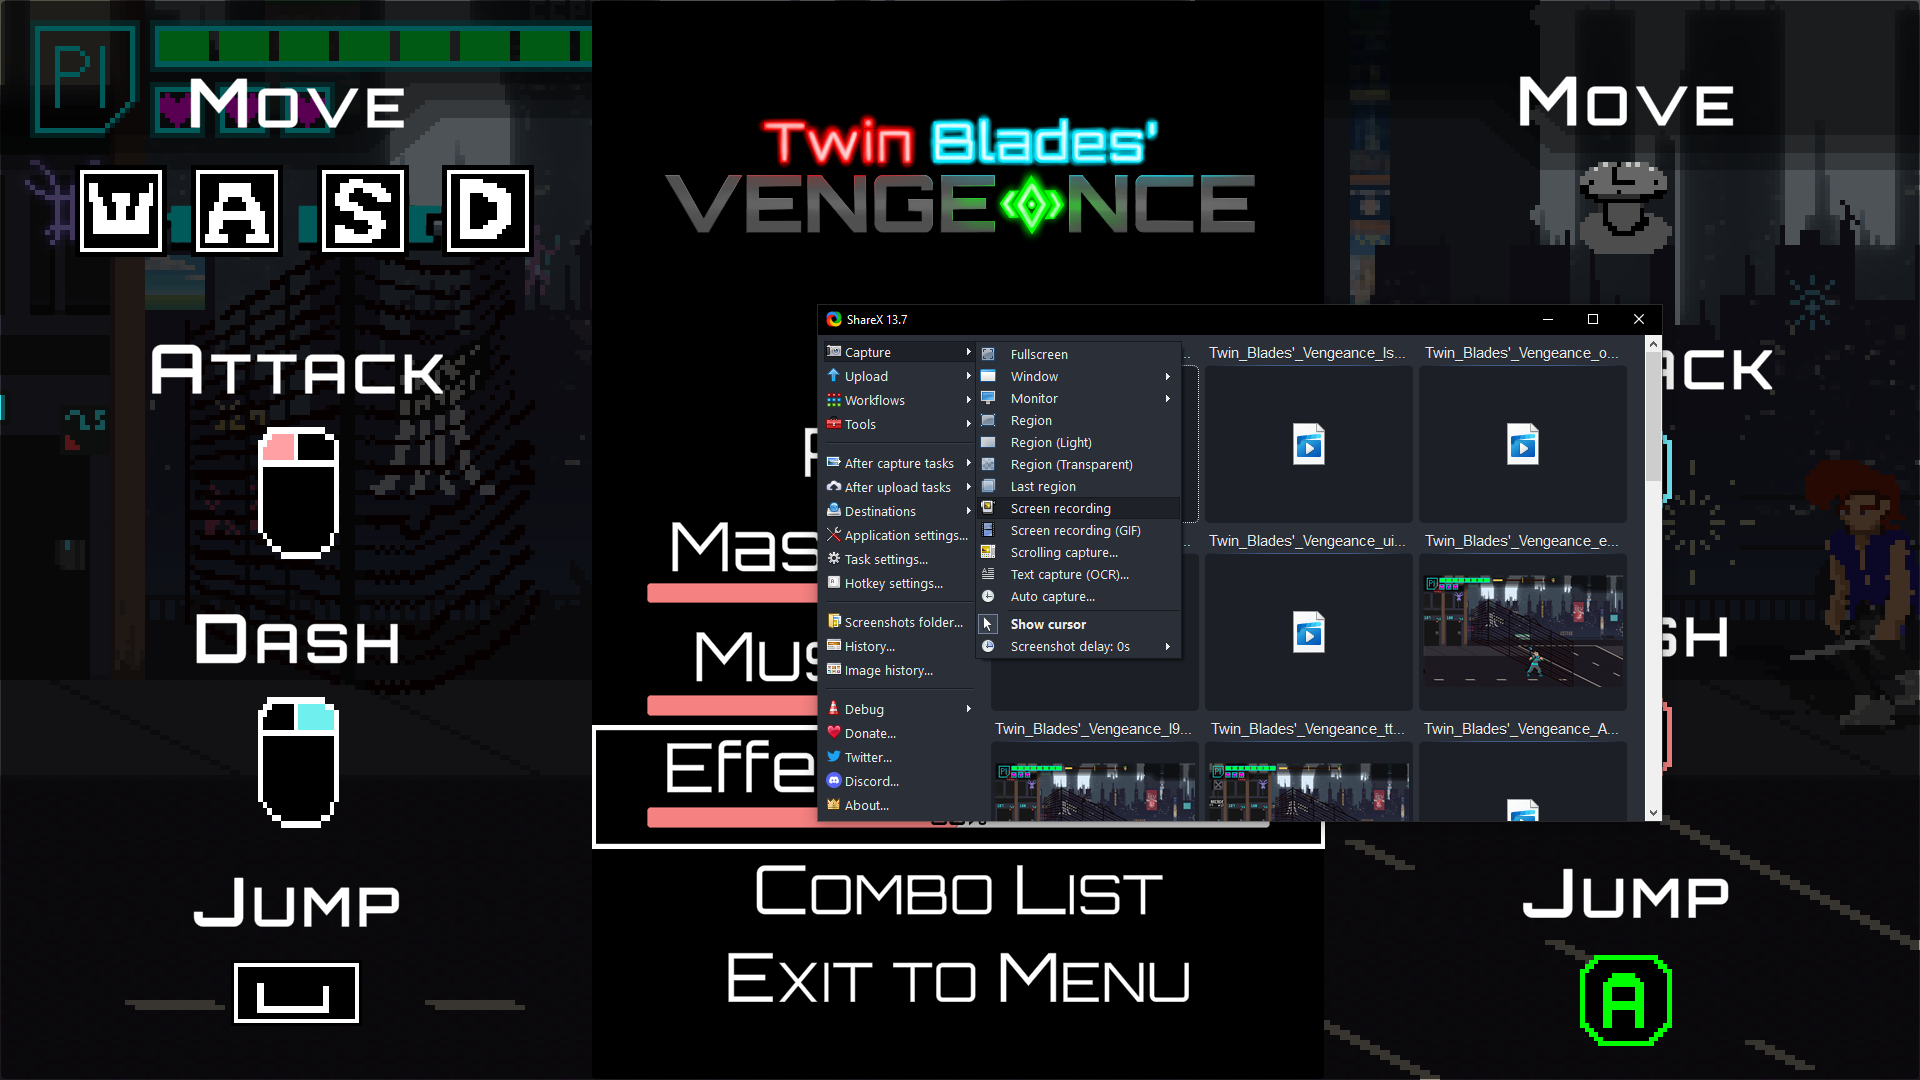 P1
MOVE
W A S D
ATTACK
DASH
JUMP
Twin Blades'
VENGEANCE
Mas
Mus
Effe
COMBO LIST
EXIT TO MENU
MOVE
ACK
SH
JUMP
A
ShareX 13.7
Capture
Upload
Workflows
Tools
After capture tasks
After upload tasks
Destinations
Application settings...
Task settings...
Hotkey settings...
Screenshots folder...
History...
Image history...
Debug
Donate...
Twitter...
Discord...
About...
Fullscreen
Window
Monitor
Region
Region (Light)
Region (Transparent)
Last region
Screen recording
Screen recording (GIF)
Scrolling capture...
Text capture (OCR)...
Auto capture...
Show cursor
Screenshot delay: 0s
Twin_Blades'_Vengeance_ls...
Twin_Blades'_Vengeance_o...
Twin_Blades'_Vengeance_ui...
Twin_Blades'_Vengeance_e...
Twin_Blades'_Vengeance_I9...
Twin_Blades'_Vengeance_tt...
Twin_Blades'_Vengeance_A...